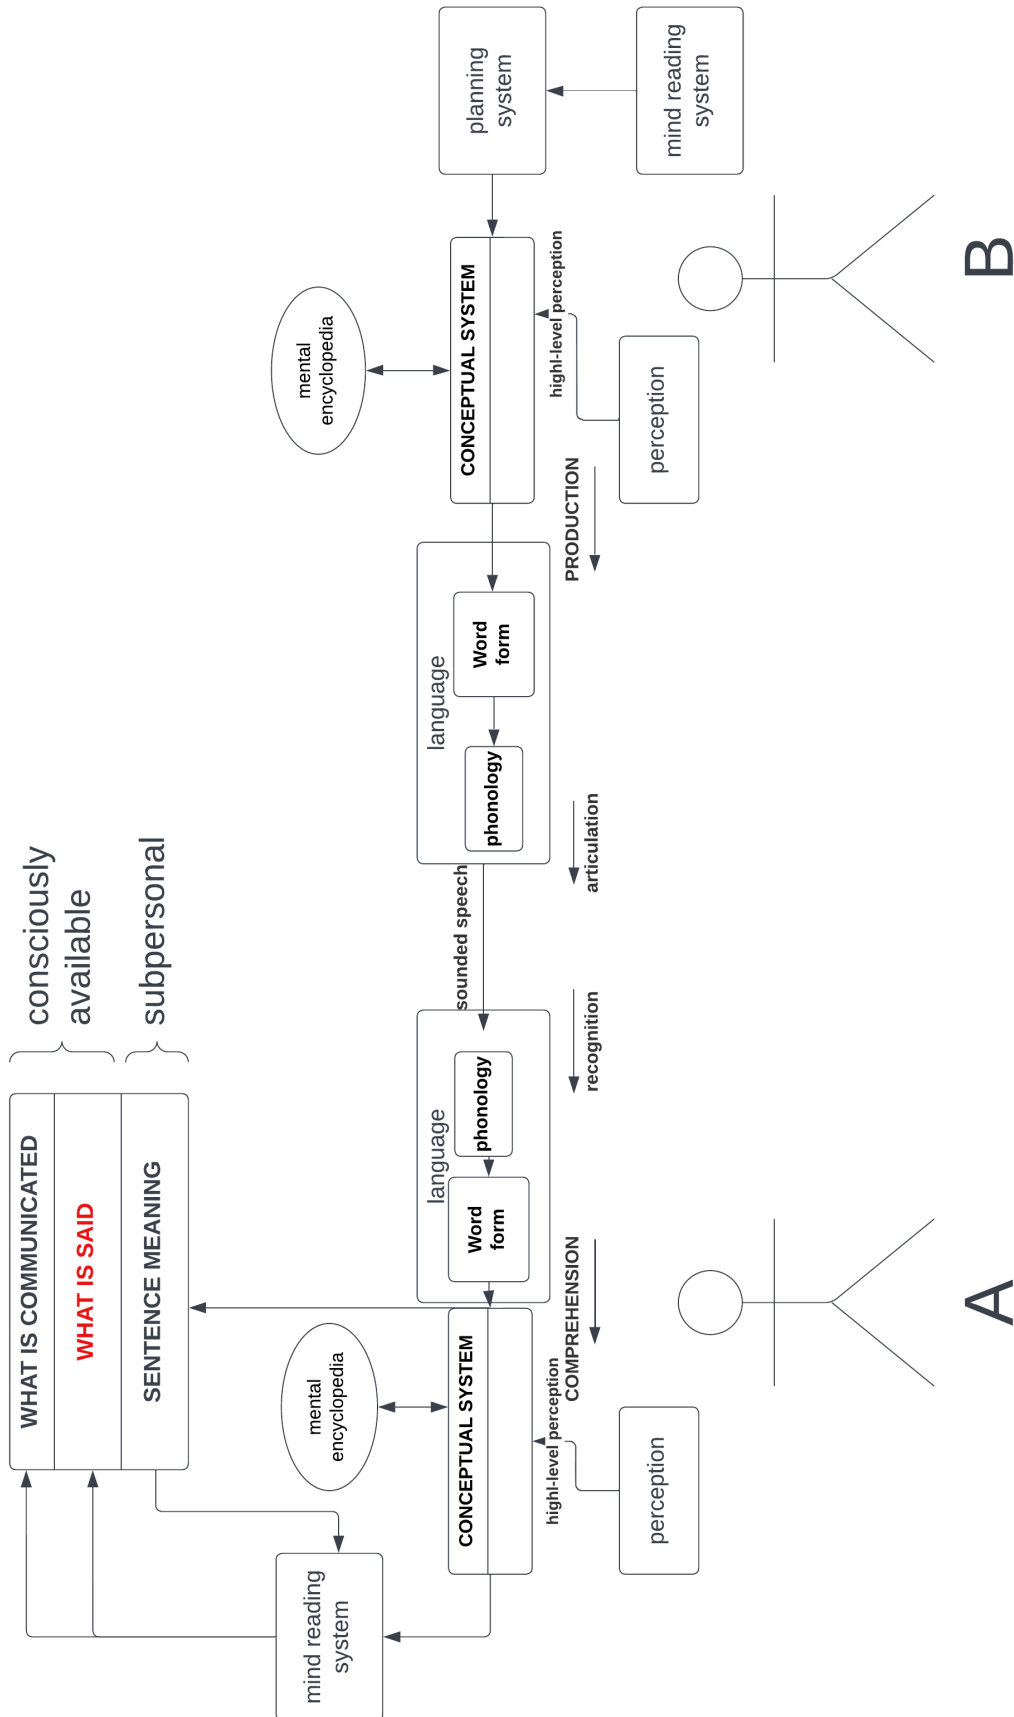 WHAT IS COMMUNICATED
WHAT IS SAID
SENTENCE MEANING
consciously
available
subpersonal
mind reading
system
mental
encyclopedia
CONCEPTUAL SYSTEM
highl-level perception
perception
COMPREHENSION
language
Word
form
phonology
recognition
sounded speech
articulation
language
phonology
Word
form
PRODUCTION
mental
encyclopedia
CONCEPTUAL SYSTEM
highl-level perception
perception
planning
system
mind reading
system
A
B